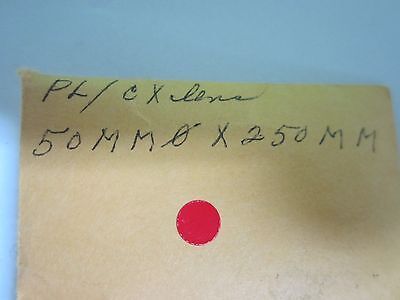 PL/CX lens
50MMØ X 250MM